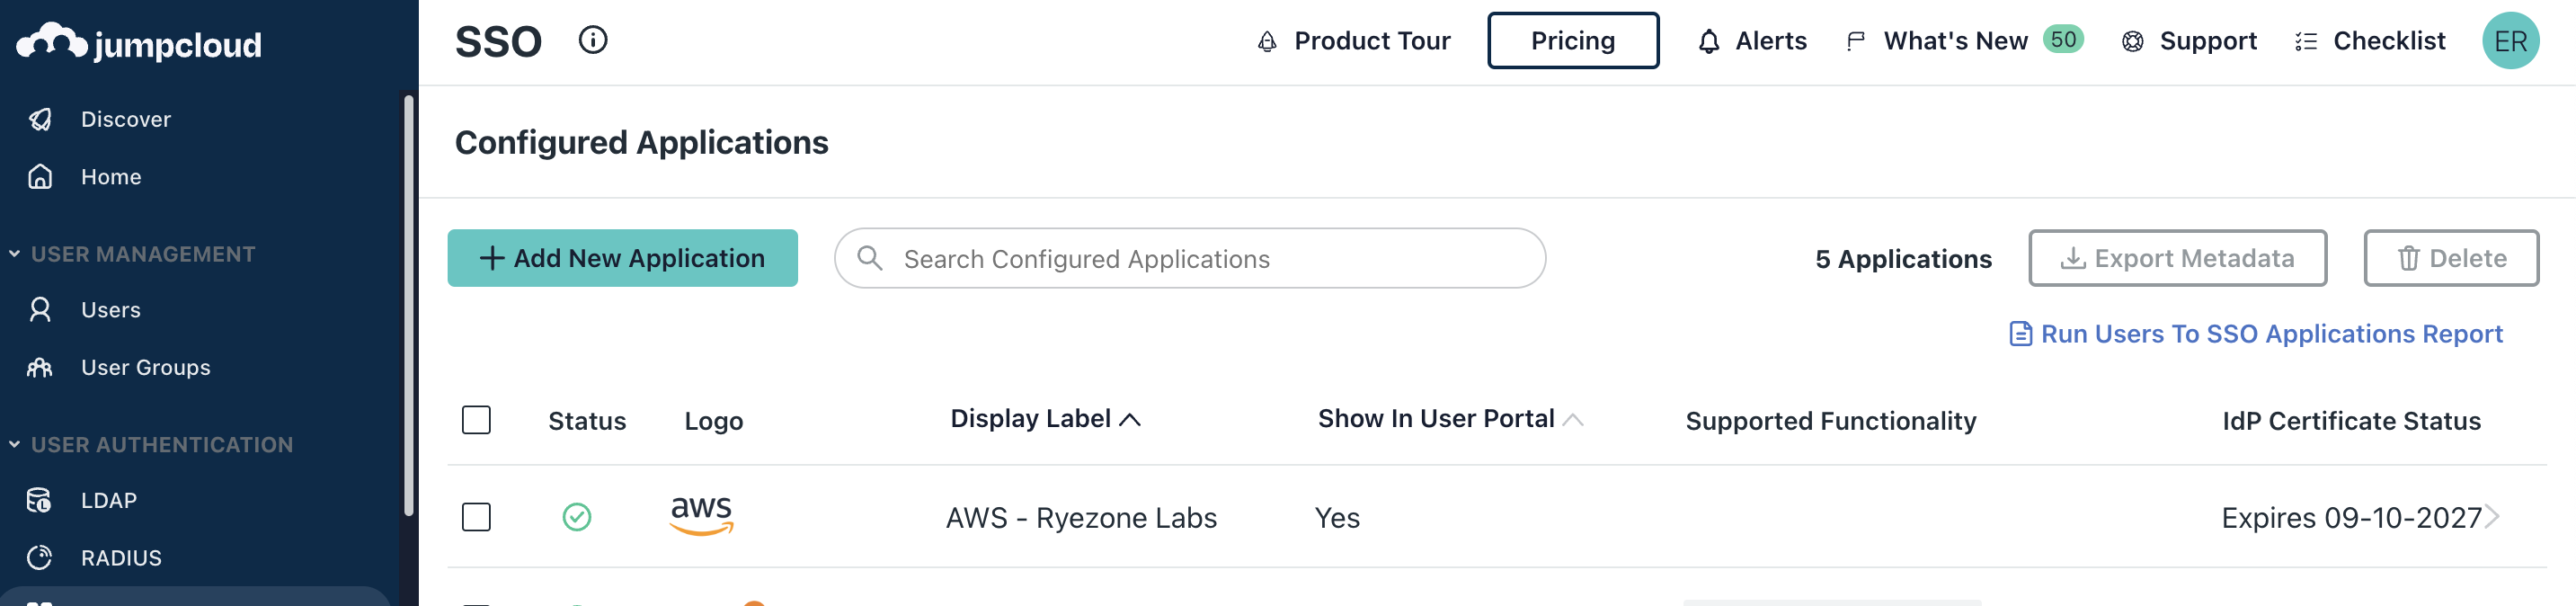 jumpcloud
Discover
Home
USER MANAGEMENT
Users
User Groups
USER AUTHENTICATION
LDAP
RADIUS
SSO
Product Tour
Pricing
Alerts
What's New 50
Support
Checklist
ER
Configured Applications
Add New Application
Search Configured Applications
5 Applications
Export Metadata
Delete
Run Users To SSO Applications Report
Status Logo Display Label Show In User Portal Supported Functionality IdP Certificate Status
aws AWS - Ryezone Labs Yes Expires 09-10-2027